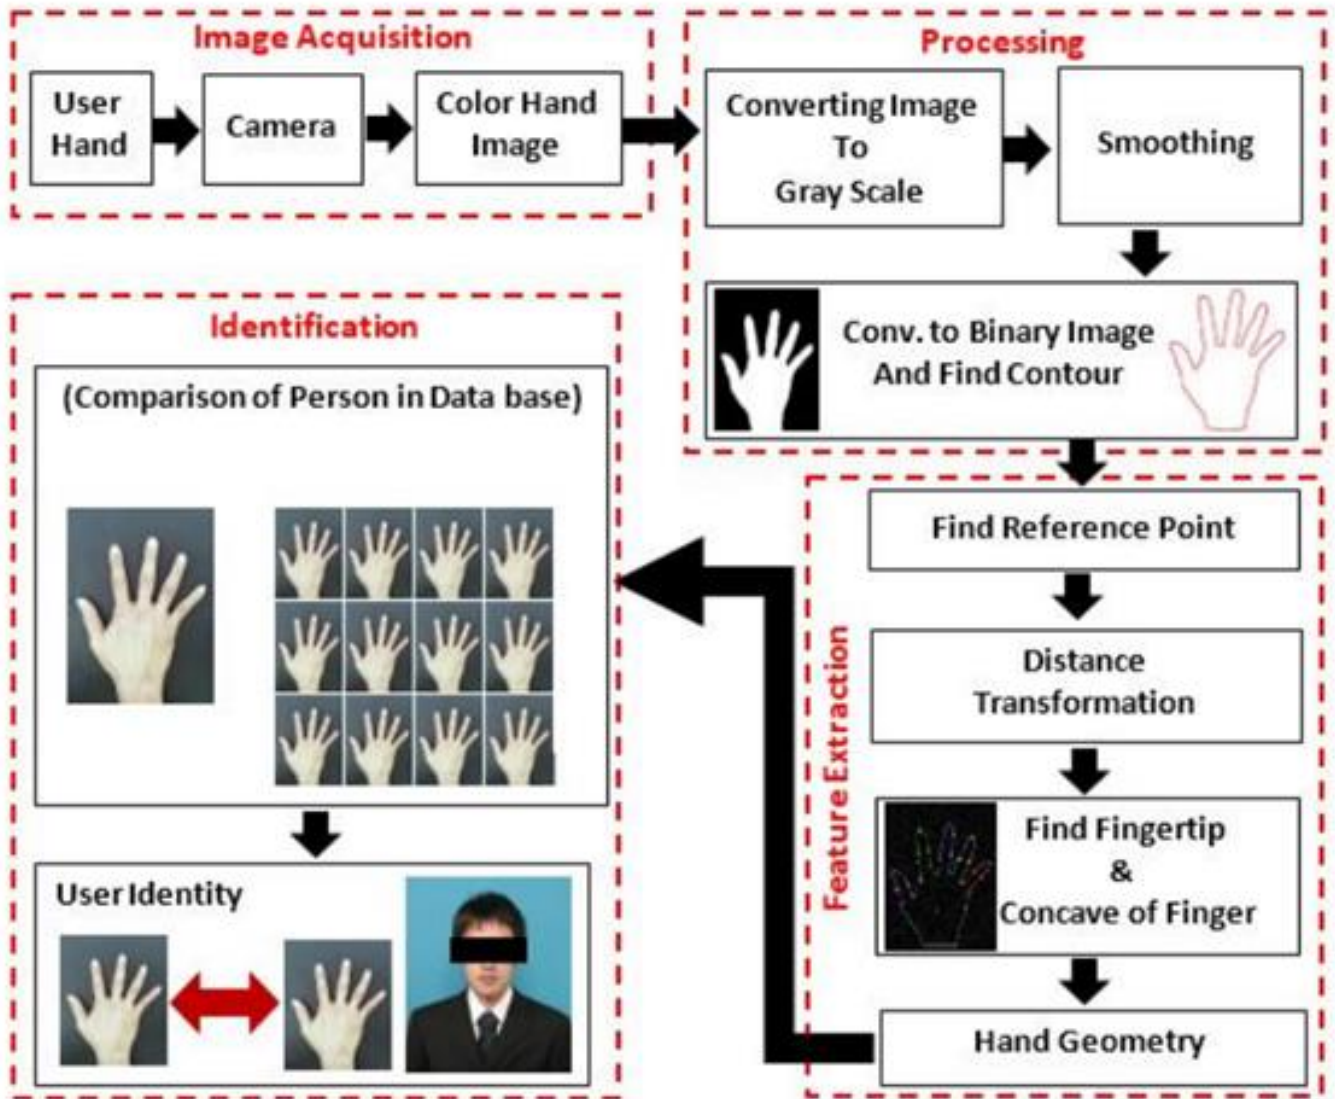 Image Acquisition
User
Hand
Camera
Color Hand
Image
Processing
Converting Image
To
Gray Scale
Smoothing
Conv. to Binary Image
And Find Contour
Feature Extraction
Find Reference Point
Distance
Transformation
Find Fingertip
&
Concave of Finger
Hand Geometry
Identification
(Comparison of Person in Data base)
User Identity